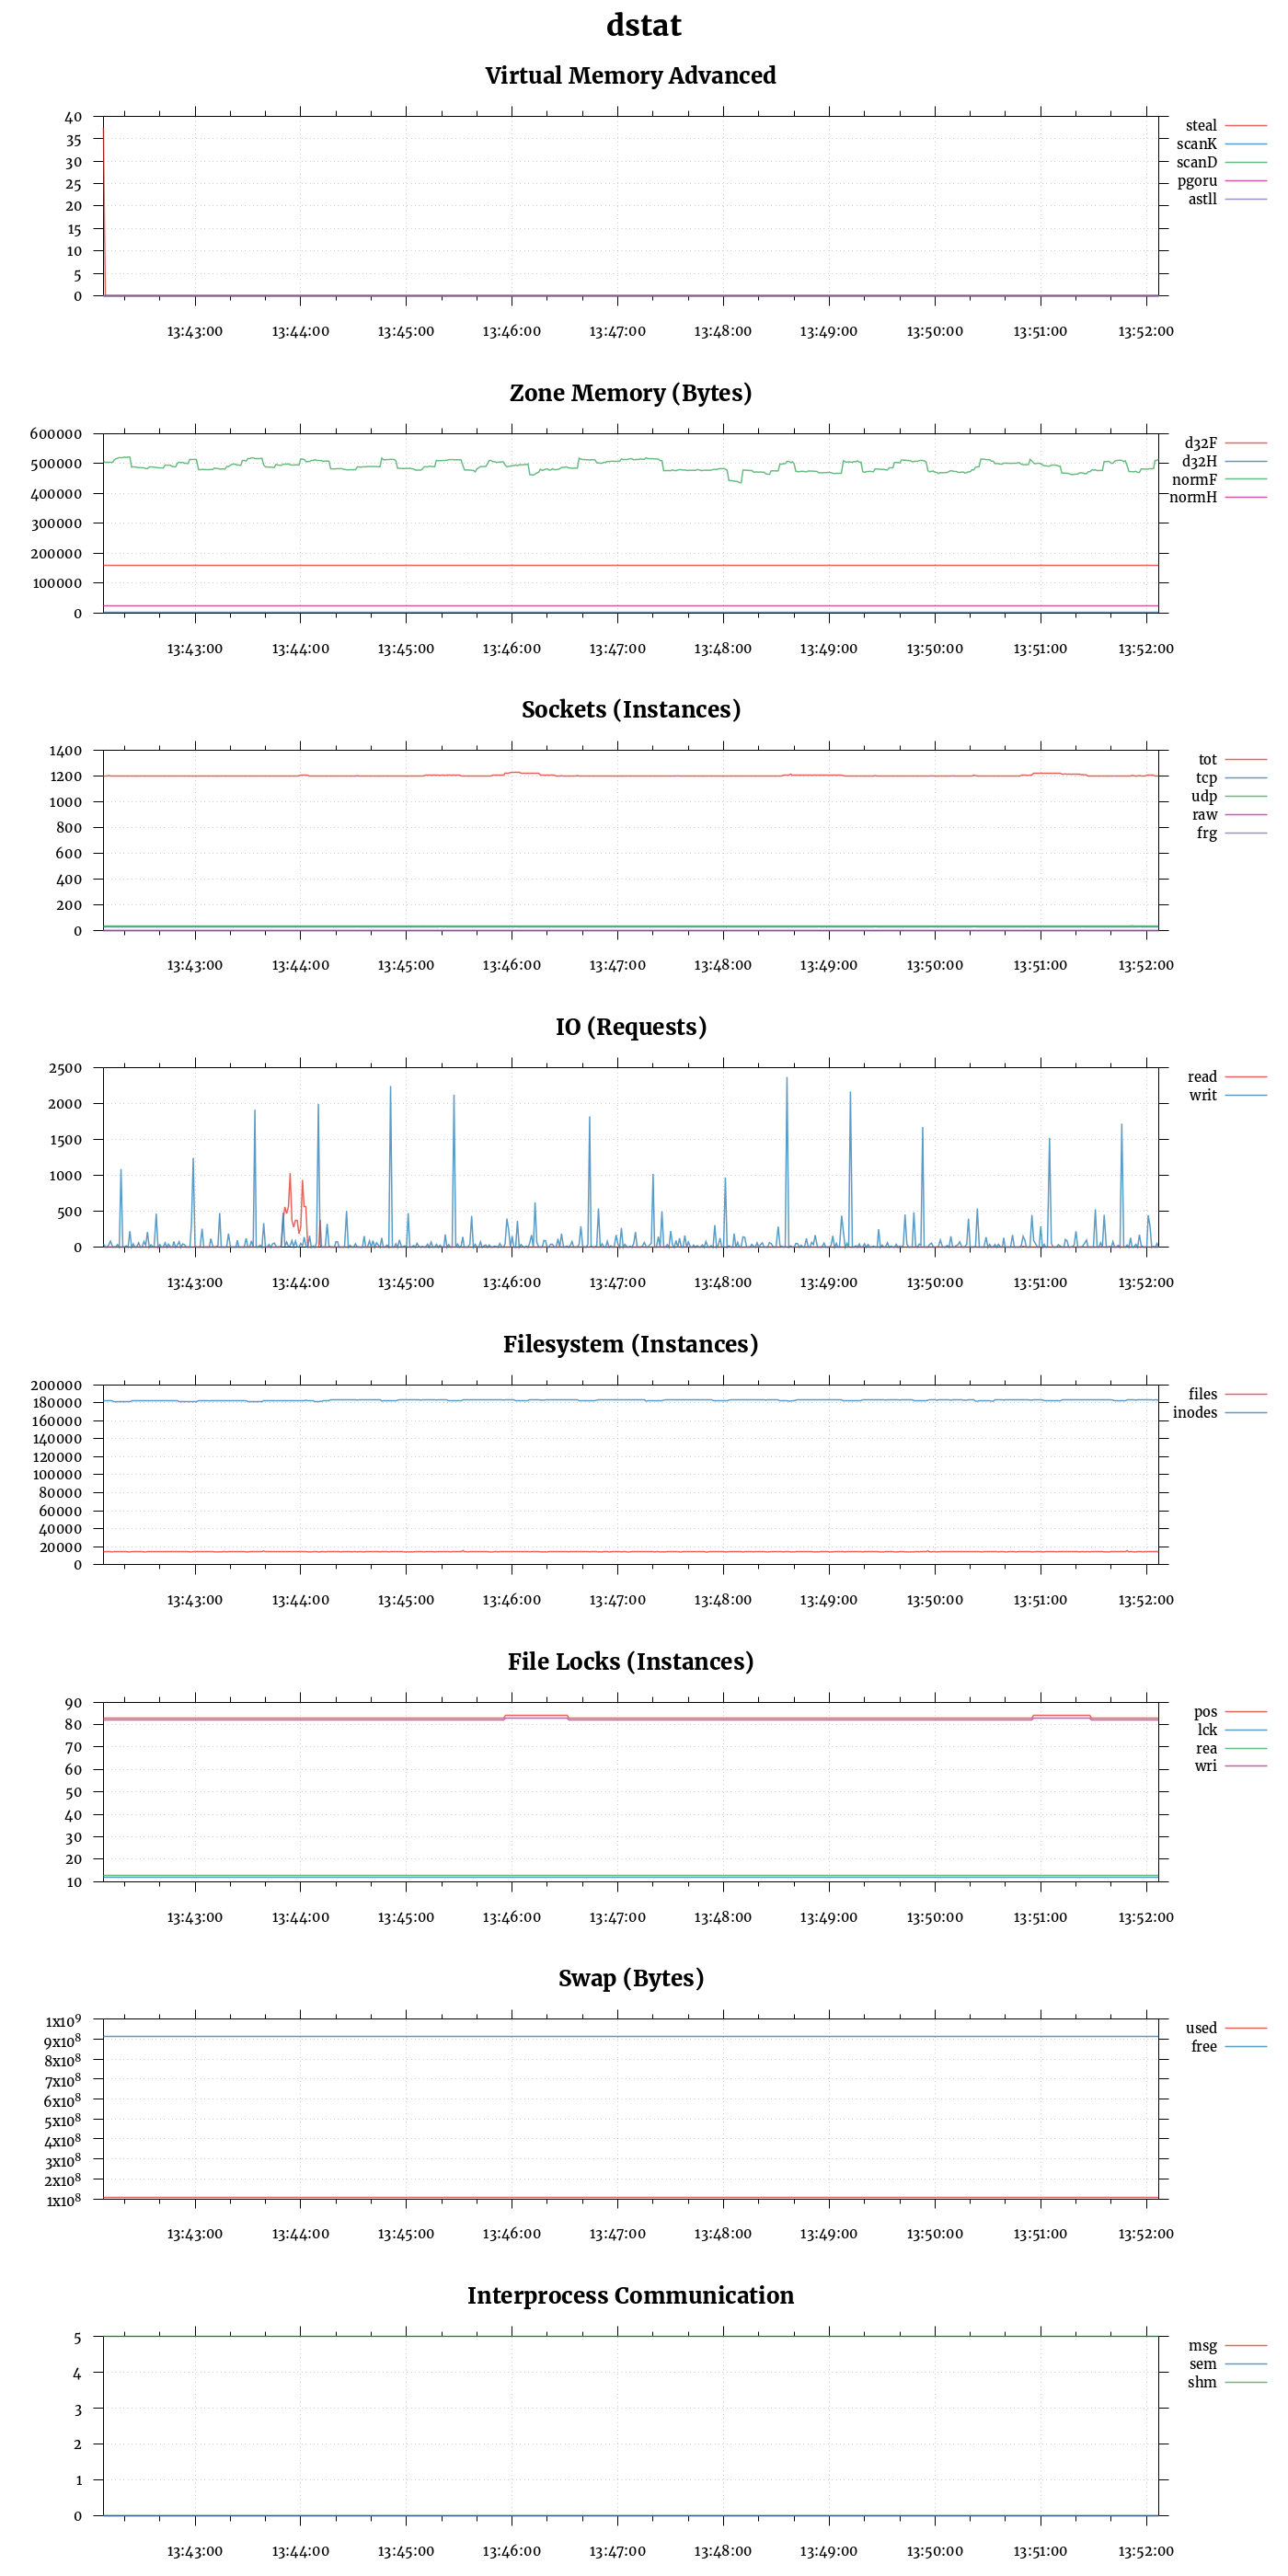 dstat
Virtual Memory Advanced
40
35
30
25
20
15
10
5
0
13:43:00 13:44:00 13:45:00 13:46:00 13:47:00 13:48:00 13:49:00 13:50:00 13:51:00 13:52:00
steal
scanK
scanD
pgoru
astll
Zone Memory (Bytes)
600000
500000
400000
300000
200000
100000
0
13:43:00 13:44:00 13:45:00 13:46:00 13:47:00 13:48:00 13:49:00 13:50:00 13:51:00 13:52:00
d32F
d32H
normF
normH
Sockets (Instances)
1400
1200
1000
800
600
400
200
0
13:43:00 13:44:00 13:45:00 13:46:00 13:47:00 13:48:00 13:49:00 13:50:00 13:51:00 13:52:00
tot
tcp
udp
raw
frg
IO (Requests)
2500
2000
1500
1000
500
0
13:43:00 13:44:00 13:45:00 13:46:00 13:47:00 13:48:00 13:49:00 13:50:00 13:51:00 13:52:00
read
writ
Filesystem (Instances)
200000
180000
160000
140000
120000
100000
80000
60000
40000
20000
0
13:43:00 13:44:00 13:45:00 13:46:00 13:47:00 13:48:00 13:49:00 13:50:00 13:51:00 13:52:00
files
inodes
File Locks (Instances)
90
80
70
60
50
40
30
20
10
13:43:00 13:44:00 13:45:00 13:46:00 13:47:00 13:48:00 13:49:00 13:50:00 13:51:00 13:52:00
pos
lck
rea
wri
Swap (Bytes)
1x10⁹
9x10⁸
8x10⁸
7x10⁸
6x10⁸
5x10⁸
4x10⁸
3x10⁸
2x10⁸
1x10⁸
13:43:00 13:44:00 13:45:00 13:46:00 13:47:00 13:48:00 13:49:00 13:50:00 13:51:00 13:52:00
used
free
Interprocess Communication
5
4
3
2
1
0
13:43:00 13:44:00 13:45:00 13:46:00 13:47:00 13:48:00 13:49:00 13:50:00 13:51:00 13:52:00
msg
sem
shm